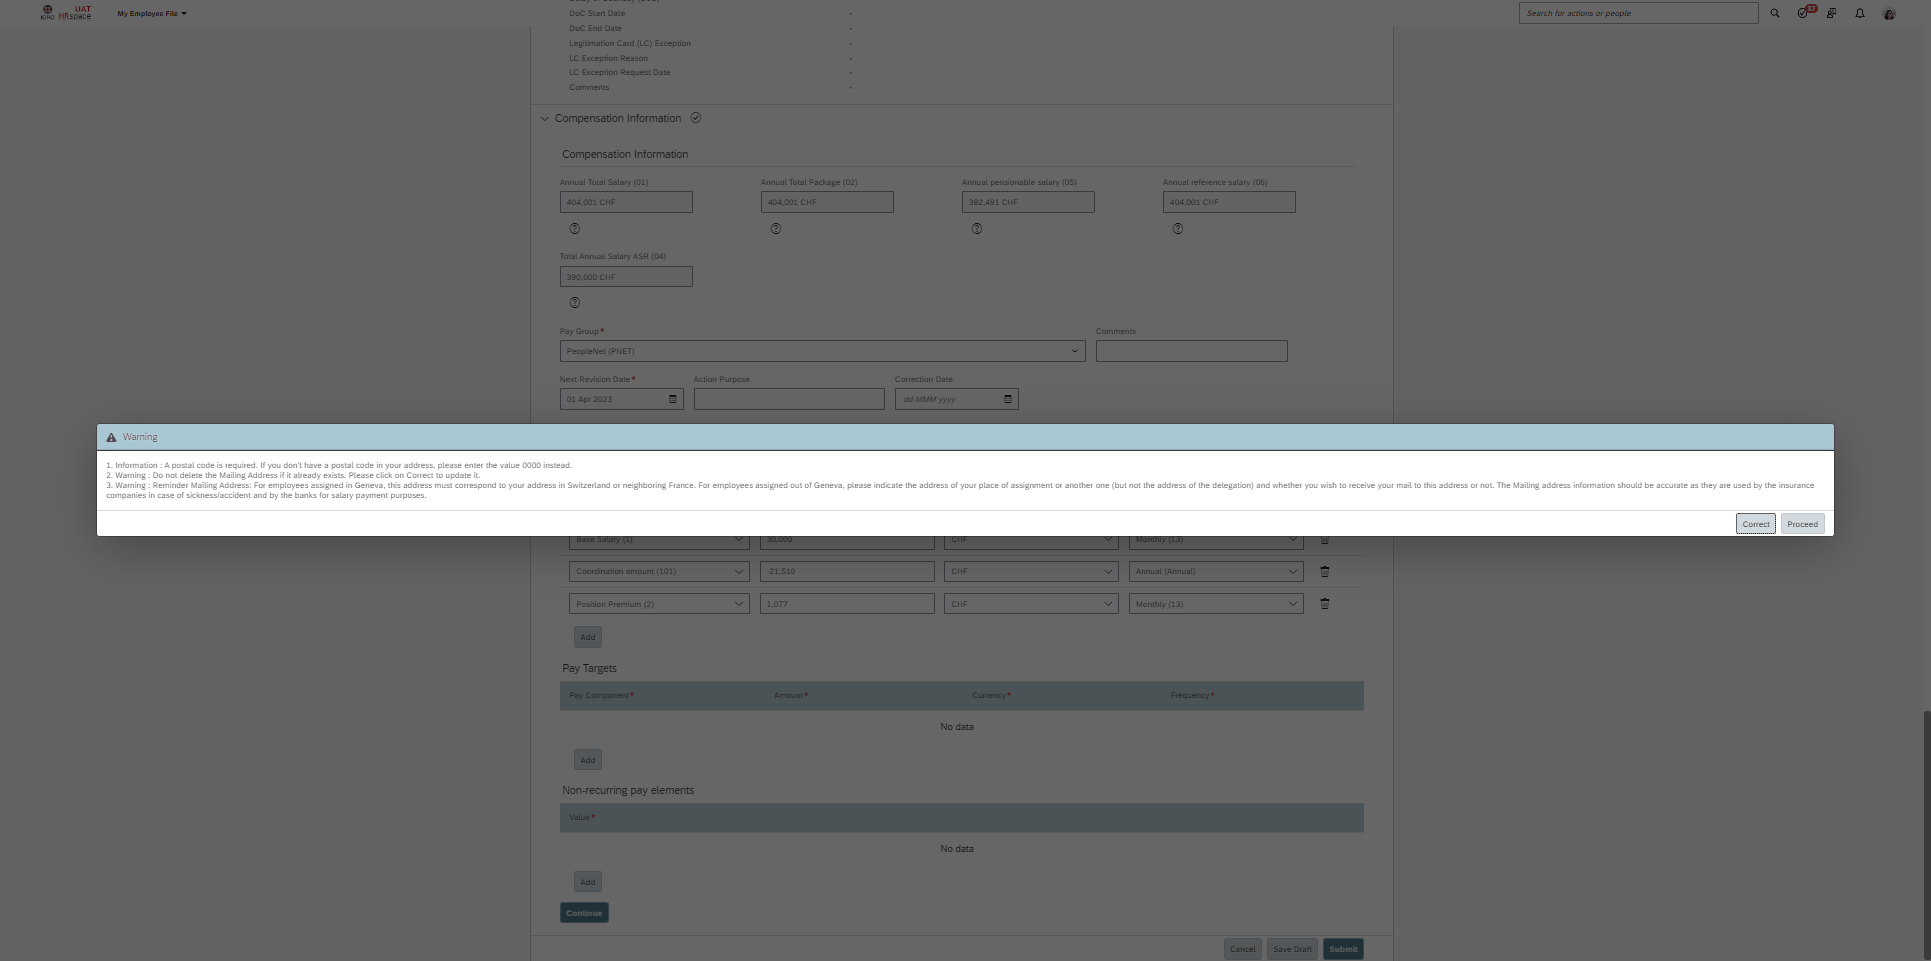 ICRC UAT HRspace My Employee File Search for actions or people 37
DoC Start Date -
DoC End Date -
Legitimation Card (LC) Exception -
LC Exception Reason -
LC Exception Request Date -
Comments -
Compensation Information
Compensation Information
Annual Total Salary (01) Annual Total Package (02) Annual pensionable salary (05) Annual reference salary (06)
404,001 CHF 404,001 CHF 382,491 CHF 404,001 CHF
Total Annual Salary ASR (04)
390,000 CHF
Pay Group* Comments
PeopleNet (PNET)
Next Revision Date* Action Purpose Correction Date
01 Apr 2023 dd MMM yyyy
Warning
1. Information : A postal code is required. If you don't have a postal code in your address, please enter the value 0000 instead.
2. Warning : Do not delete the Mailing Address if it already exists. Please click on Correct to update it.
3. Warning : Reminder Mailing Address: For employees assigned in Geneva, this address must correspond to your address in Switzerland or neighboring France. For employees assigned out of Geneva, please indicate the address of your place of assignment or another one (but not the address of the delegation) and whether you wish to receive your mail to this address or not. The Mailing address information should be accurate as they are used by the insurance
companies in case of sickness/accident and by the banks for salary payment purposes.
Correct Proceed
Base Salary (1) 30,000 CHF Monthly (13)
Coordination amount (101) -21,510 CHF Annual (Annual)
Position Premium (2) 1,077 CHF Monthly (13)
Add
Pay Targets
Pay Component* Amount* Currency* Frequency*
No data
Add
Non-recurring pay elements
Value*
No data
Add
Continue
Cancel Save Draft Submit